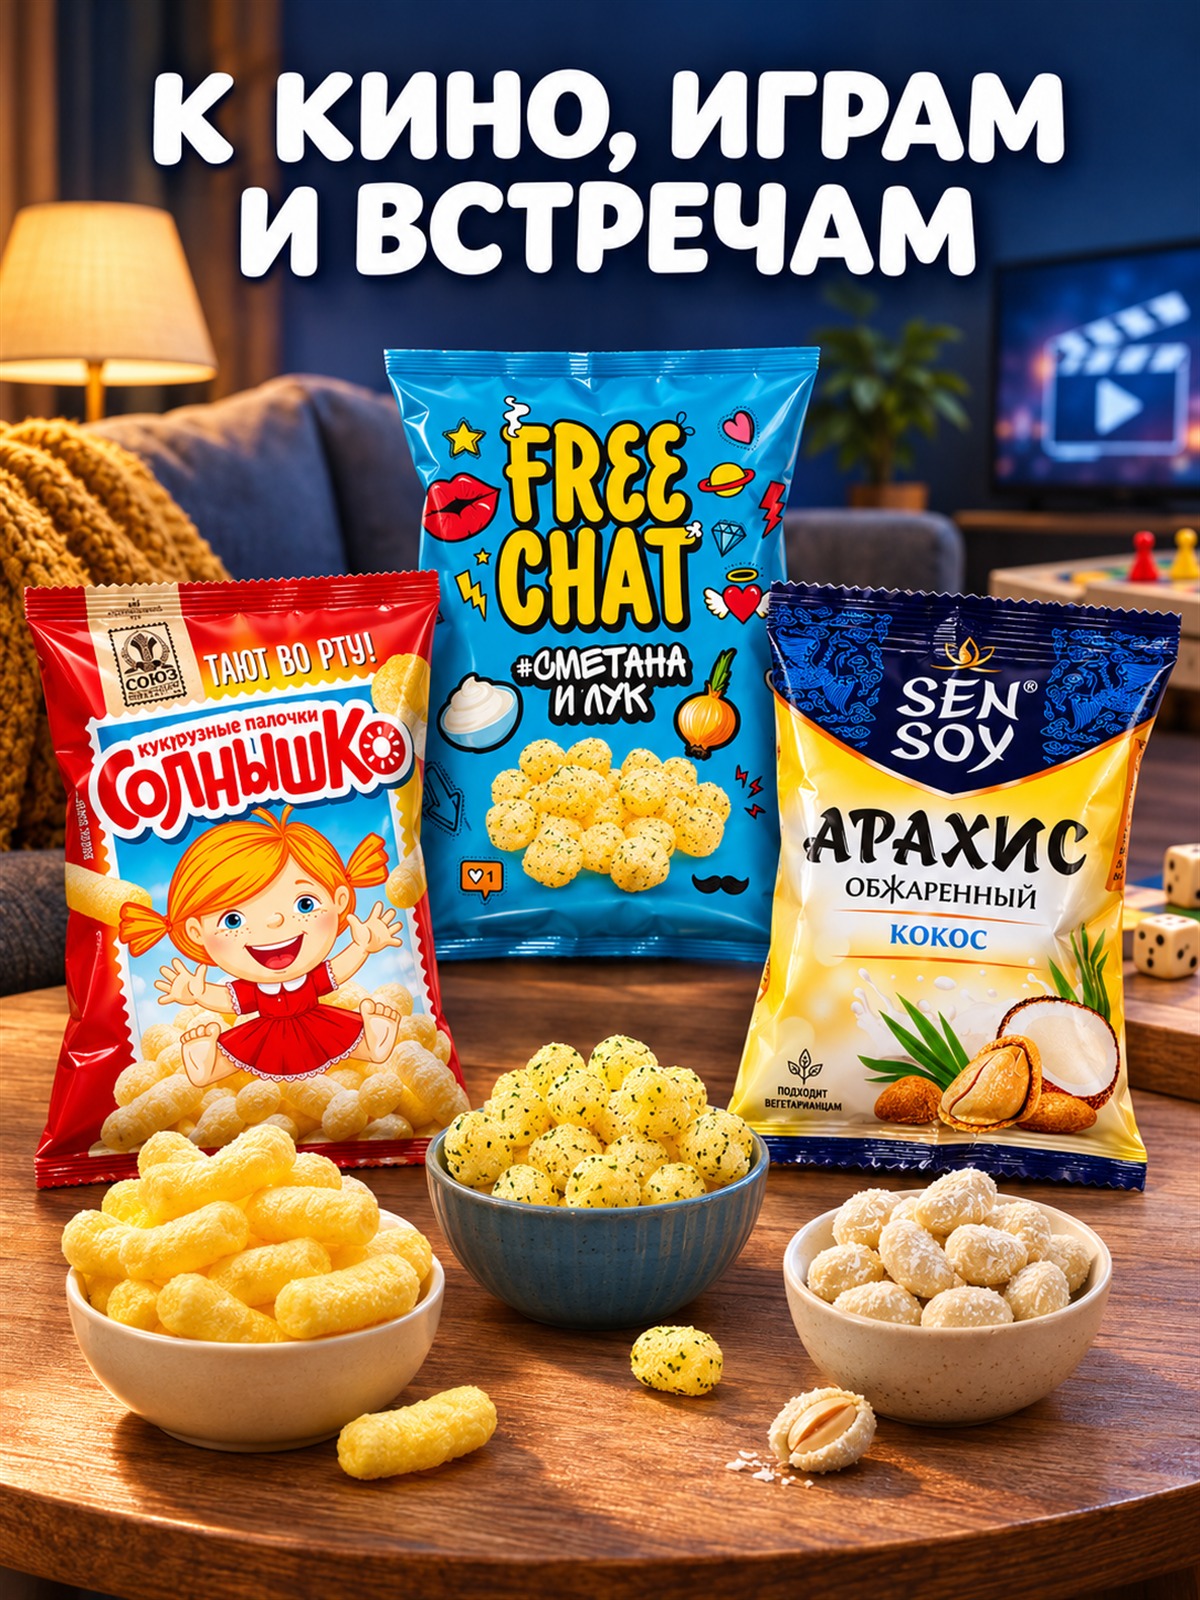 К КИНО, ИГРАМ
И ВСТРЕЧАМ
FREE
CHAT
#СМЕТАНА
И ЛУК
1
СОЮЗ
ТАЮТ ВО РТУ!
КУКУРУЗНЫЕ ПАЛОЧКИ
СОЛНЫШКО
SEN®
SOY
АРАХИС
ОБЖАРЕННЫЙ
КОКОС
ПОДХОДИТ
ВЕГЕТАРИАНЦАМ